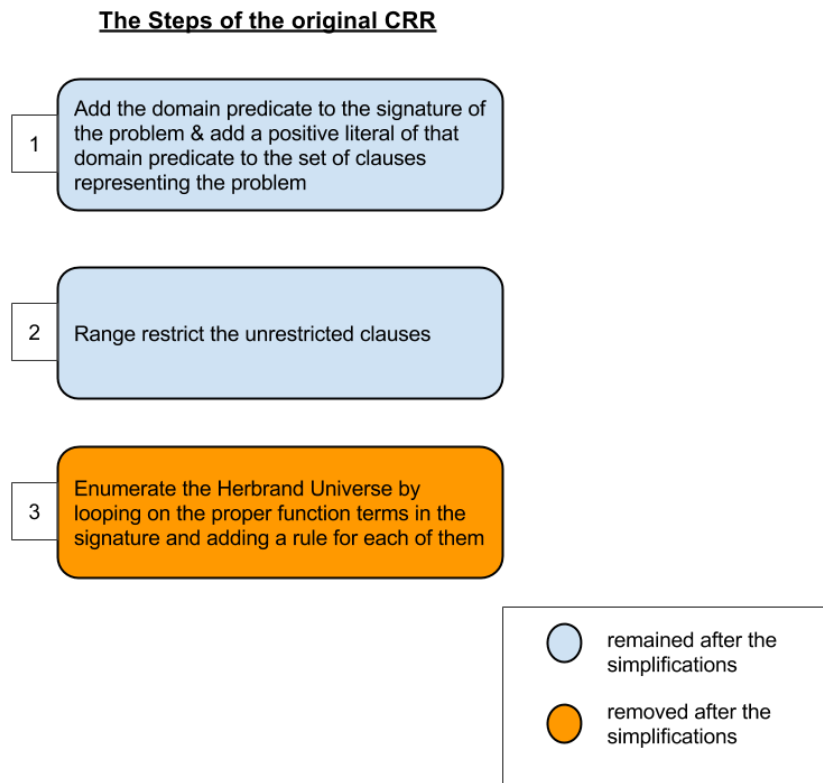 The Steps of the original CRR
1
Add the domain predicate to the signature of
the problem & add a positive literal of that
domain predicate to the set of clauses
representing the problem
2
Range restrict the unrestricted clauses
3
Enumerate the Herbrand Universe by
looping on the proper function terms in the
signature and adding a rule for each of them
remained after the
simplifications
removed after the
simplifications